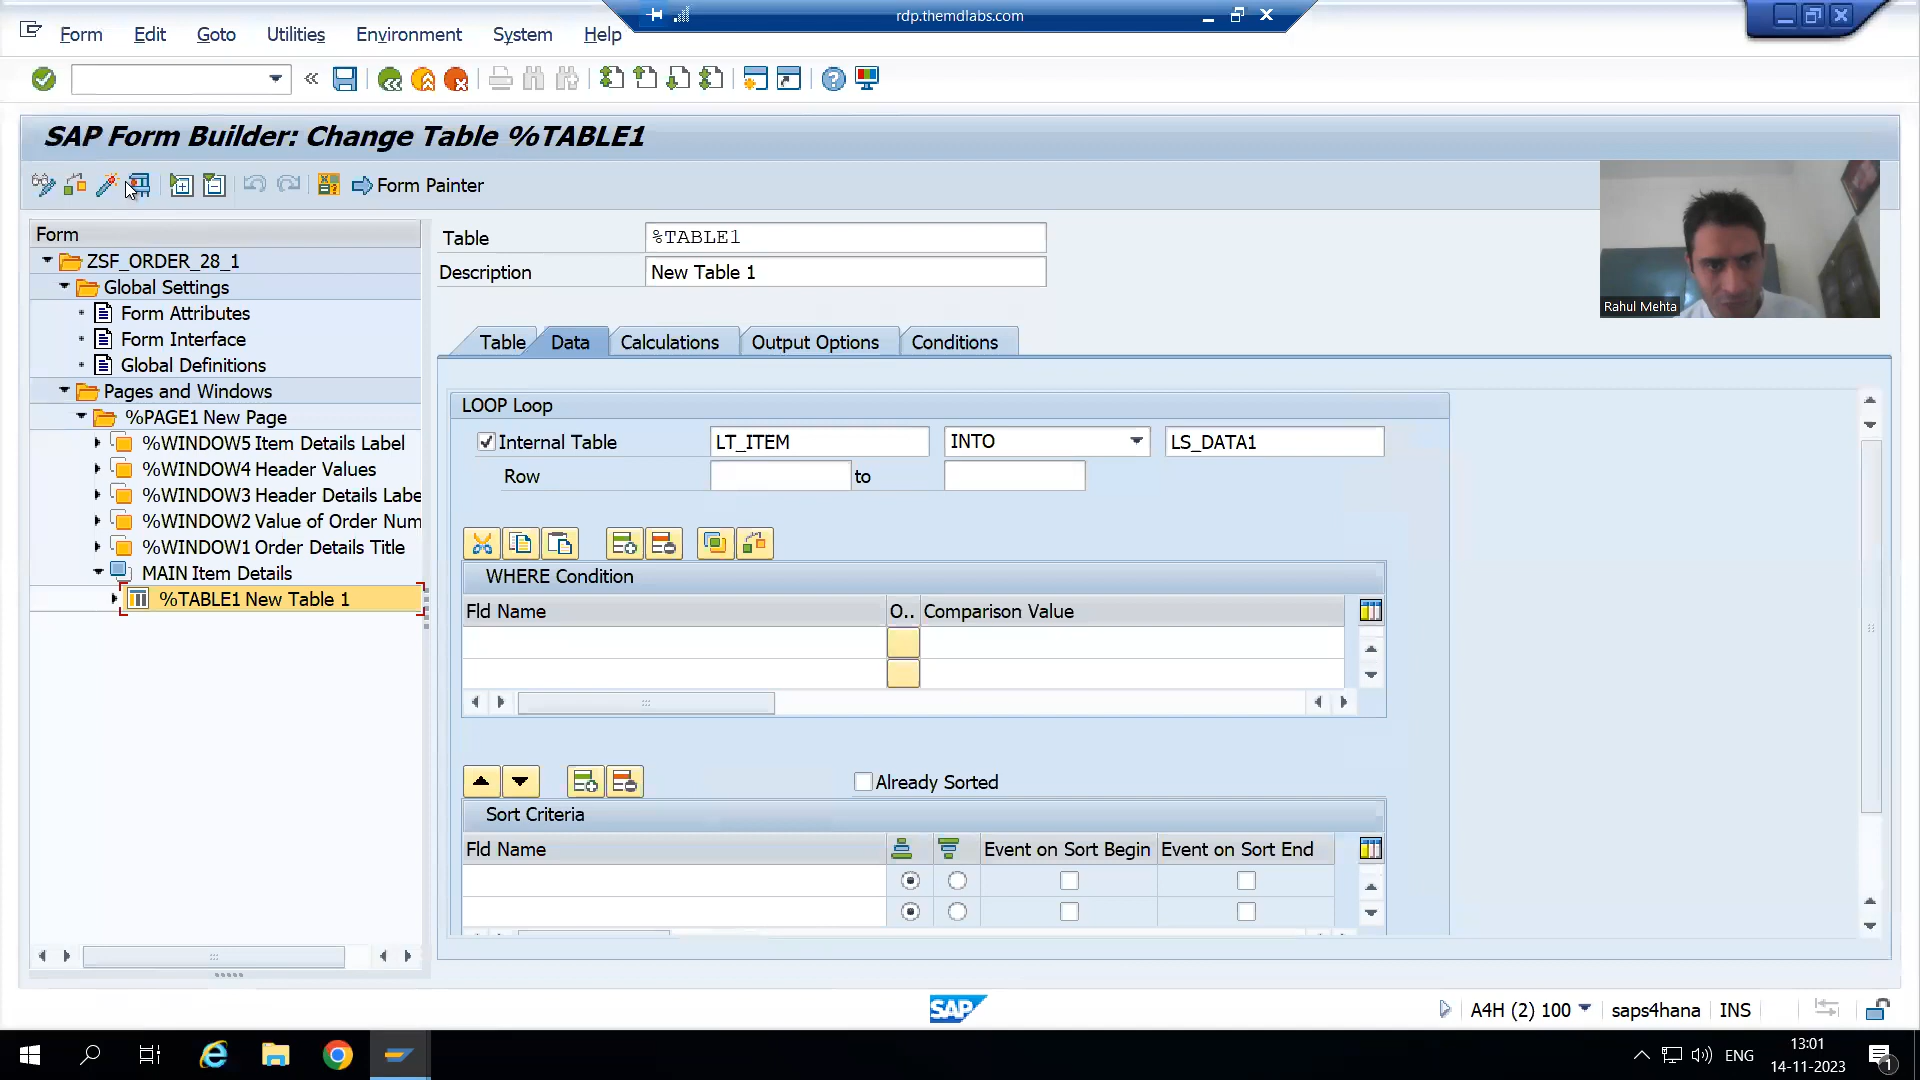 rdp.themdlabs.com
Form Edit Goto Utilities Environment System Help
SAP Form Builder: Change Table %TABLE1
Form Painter
Form
ZSF_ORDER_28_1
Global Settings
Form Attributes
Form Interface
Global Definitions
Pages and Windows
%PAGE1 New Page
%WINDOW5 Item Details Label
%WINDOW4 Header Values
%WINDOW3 Header Details Labe
%WINDOW2 Value of Order Num
%WINDOW1 Order Details Title
MAIN Item Details
%TABLE1 New Table 1
Table %TABLE1
Description New Table 1
Rahul Mehta
Table Data Calculations Output Options Conditions
LOOP Loop
Internal Table LT_ITEM INTO LS_DATA1
Row to
WHERE Condition
Fld Name O.. Comparison Value
Already Sorted
Sort Criteria
Fld Name Event on Sort Begin Event on Sort End
SAP
A4H (2) 100 saps4hana INS
ENG
13:01
14-11-2023
1